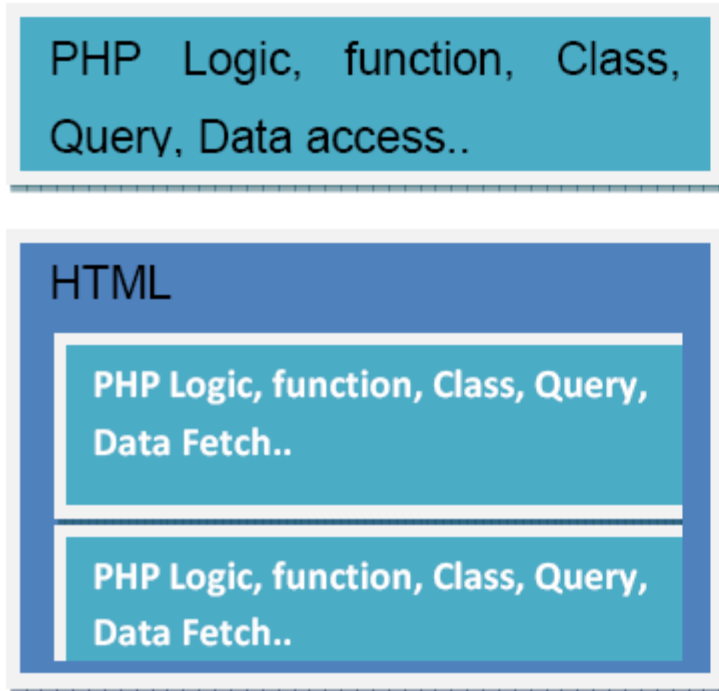 PHP Logic, function, Class,
Query, Data access..
HTML
PHP Logic, function, Class, Query,
Data Fetch..
PHP Logic, function, Class, Query,
Data Fetch..